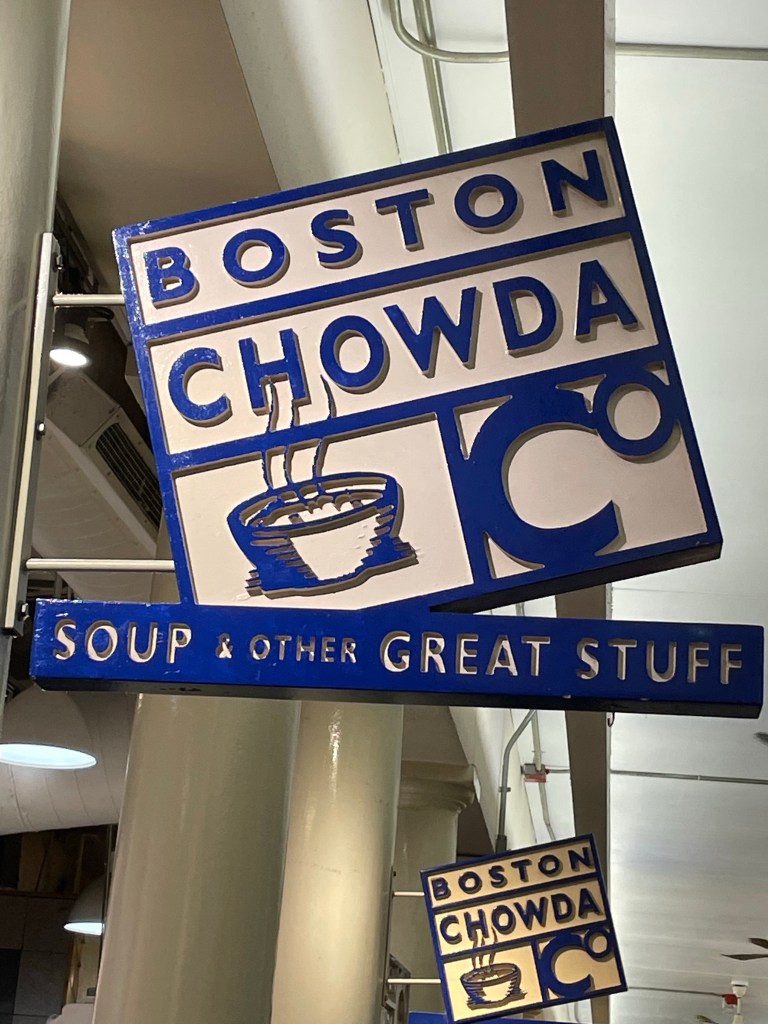 BOSTON
CHOWDA
Co
SOUP & OTHER GREAT STUFF
BOSTON
CHOWDA
Co